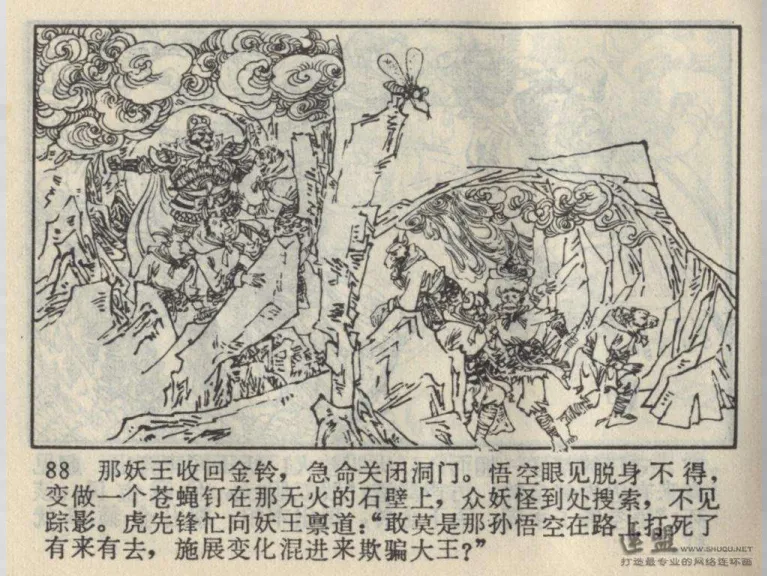 88 那妖王收回金铃，急命关闭洞门。悟空眼见脱身不得，
变做一个苍蝇钉在那无火的石壁上，众妖怪到处搜索，不见
踪影。虎先锋忙向妖王禀道：“敢莫是那孙悟空在路上打死了
有来有去，施展变化混进来欺骗大王？”
连盟 WWW.SHUQU.NET
打造最专业的网络连环画